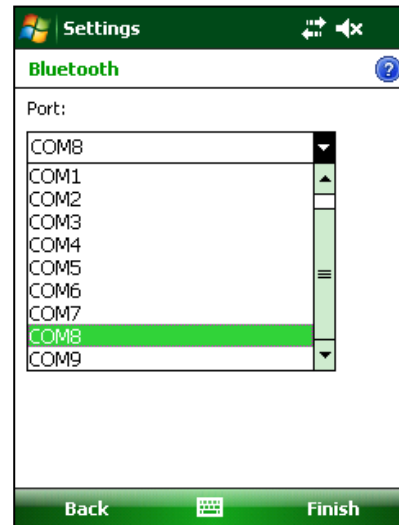 Settings
Bluetooth
?
Port:
COM8
COM1
COM2
COM3
COM4
COM5
COM6
COM7
COM8
COM9
Back Finish